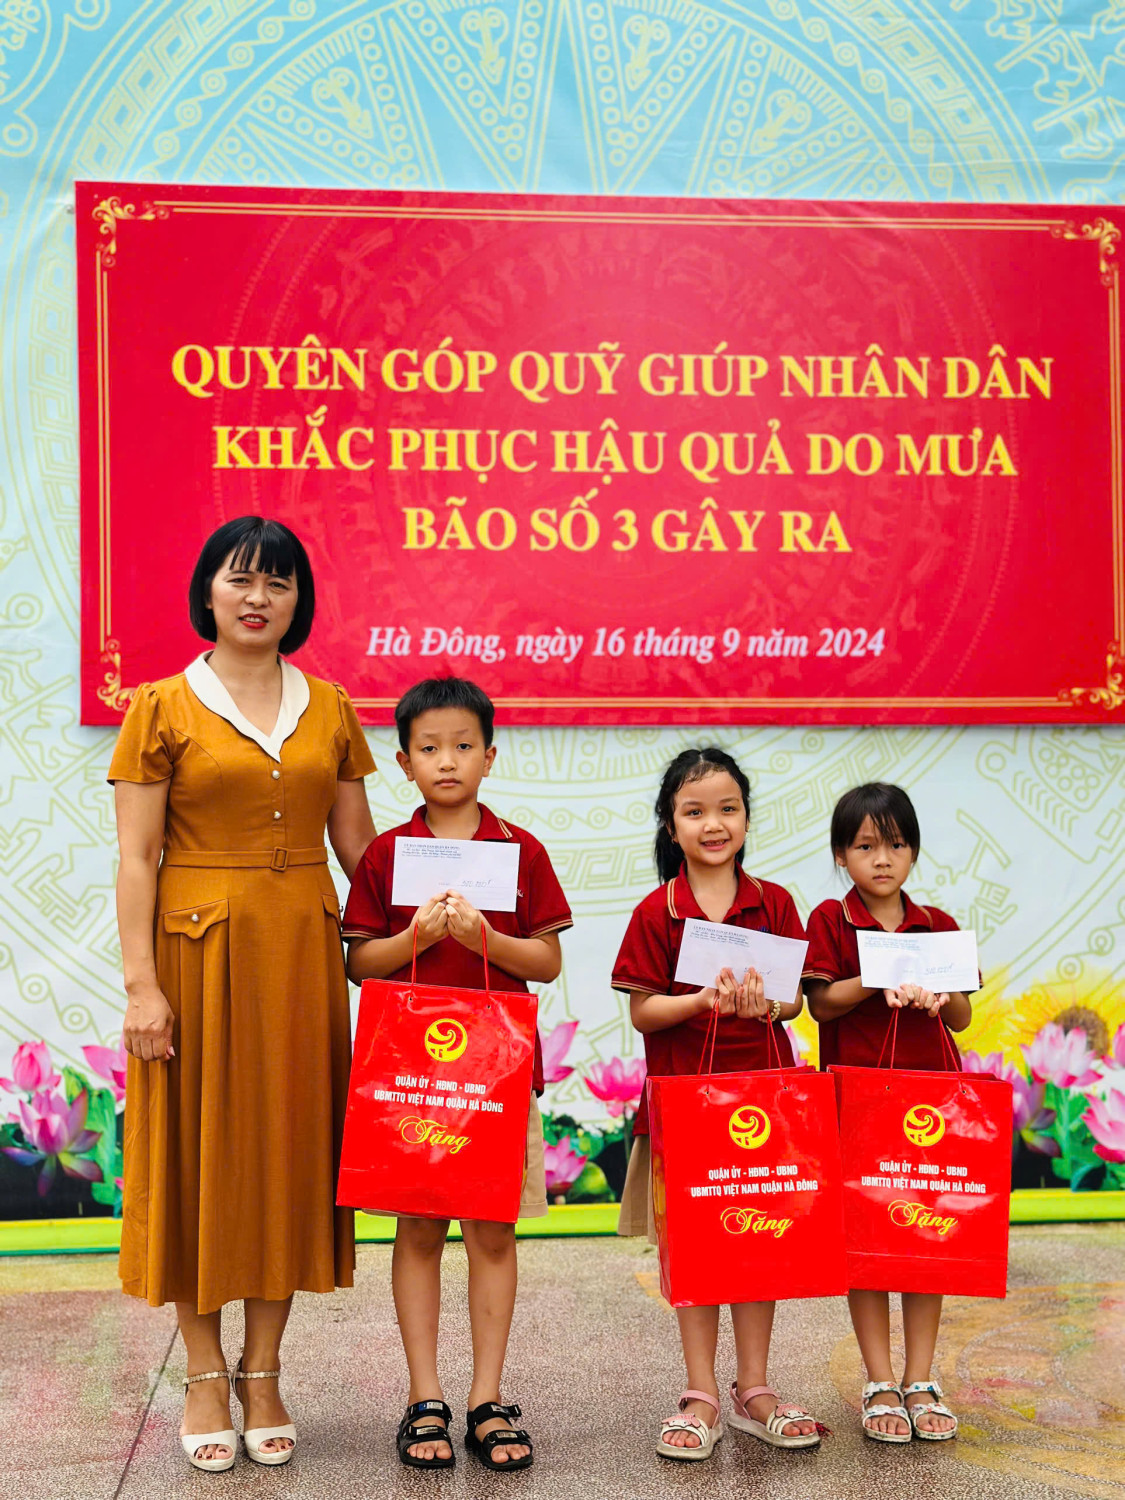 QUYÊN GÓP QUỸ GIÚP NHÂN DÂN
KHẮC PHỤC HẬU QUẢ DO MƯA
BÃO SỐ 3 GÂY RA
Hà Đông, ngày 16 tháng 9 năm 2024
QUẬN ỦY - HĐND - UBND
UBMTTQ VIỆT NAM QUẬN HÀ ĐÔNG
Tặng
QUẬN ỦY - HĐND - UBND
UBMTTQ VIỆT NAM QUẬN HÀ ĐÔNG
Tặng
QUẬN ỦY - HĐND - UBND
UBMTTQ VIỆT NAM QUẬN HÀ ĐÔNG
Tặng